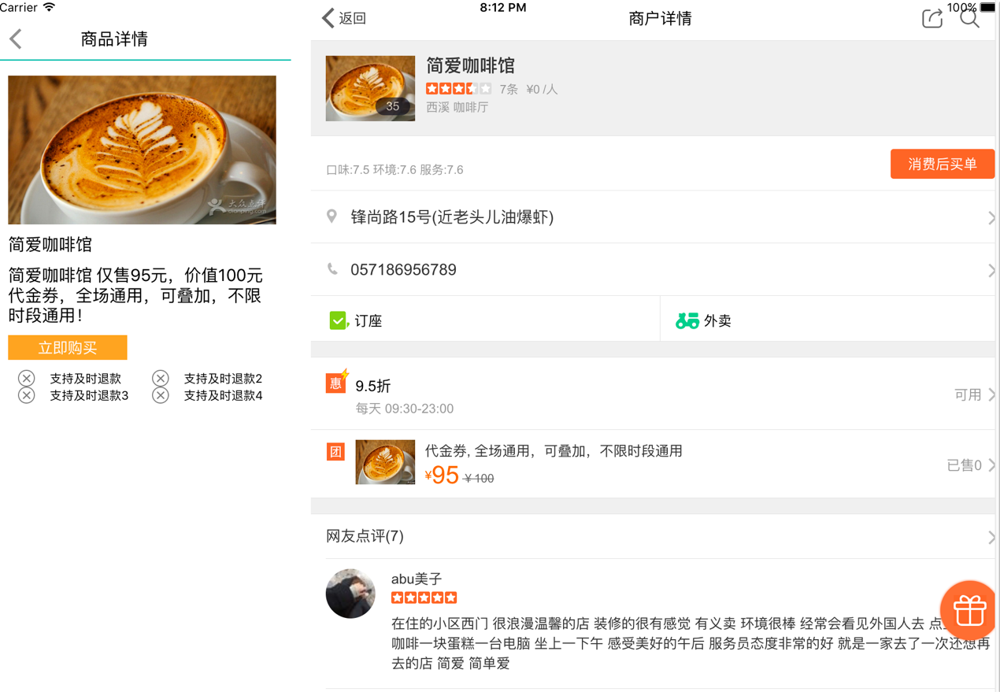 Carrier
8:12 PM
100%
商品详情
大众点评
dianping.com
简爱咖啡馆
简爱咖啡馆 仅售95元，价值100元
代金券，全场通用，可叠加，不限
时段通用！
立即购买
支持及时退款
支持及时退款2
支持及时退款3
支持及时退款4
返回
商户详情
35
简爱咖啡馆
7条 ¥0 /人
西溪 咖啡厅
口味:7.5 环境:7.6 服务:7.6
消费后买单
锋尚路15号(近老头儿油爆虾)
057186956789
订座
外卖
惠
9.5折
每天 09:30-23:00
可用
团
代金券, 全场通用，可叠加，不限时段通用
¥95 ¥100
已售0
网友点评(7)
abu美子
在住的小区西门 很浪漫温馨的店 装修的很有感觉 有义卖 环境很棒 经常会看见外国人去 点
咖啡一块蛋糕一台电脑 坐上一下午 感受美好的午后 服务员态度非常的好 就是一家去了一次还想再
去的店 简爱 简单爱